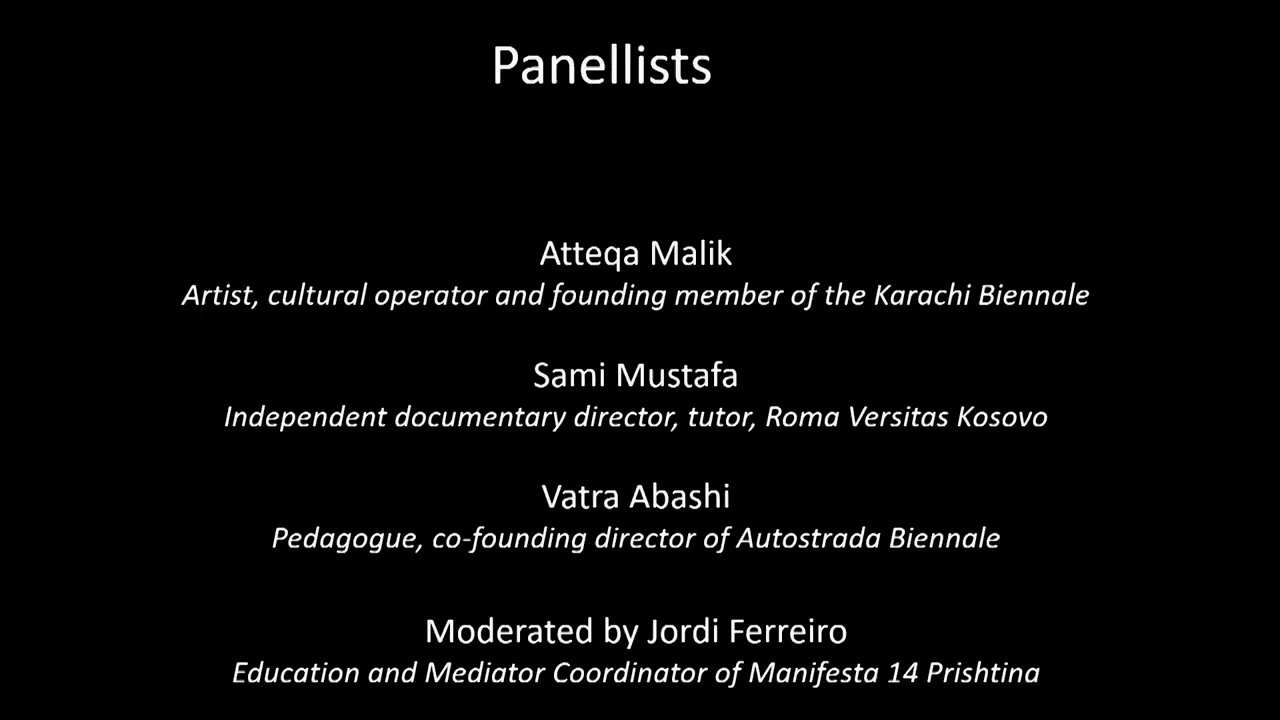 Panellists
Atteqa Malik
Artist, cultural operator and founding member of the Karachi Biennale
Sami Mustafa
Independent documentary director, tutor, Roma Versitas Kosovo
Vatra Abashi
Pedagogue, co-founding director of Autostrada Biennale
Moderated by Jordi Ferreiro
Education and Mediator Coordinator of Manifesta 14 Prishtina